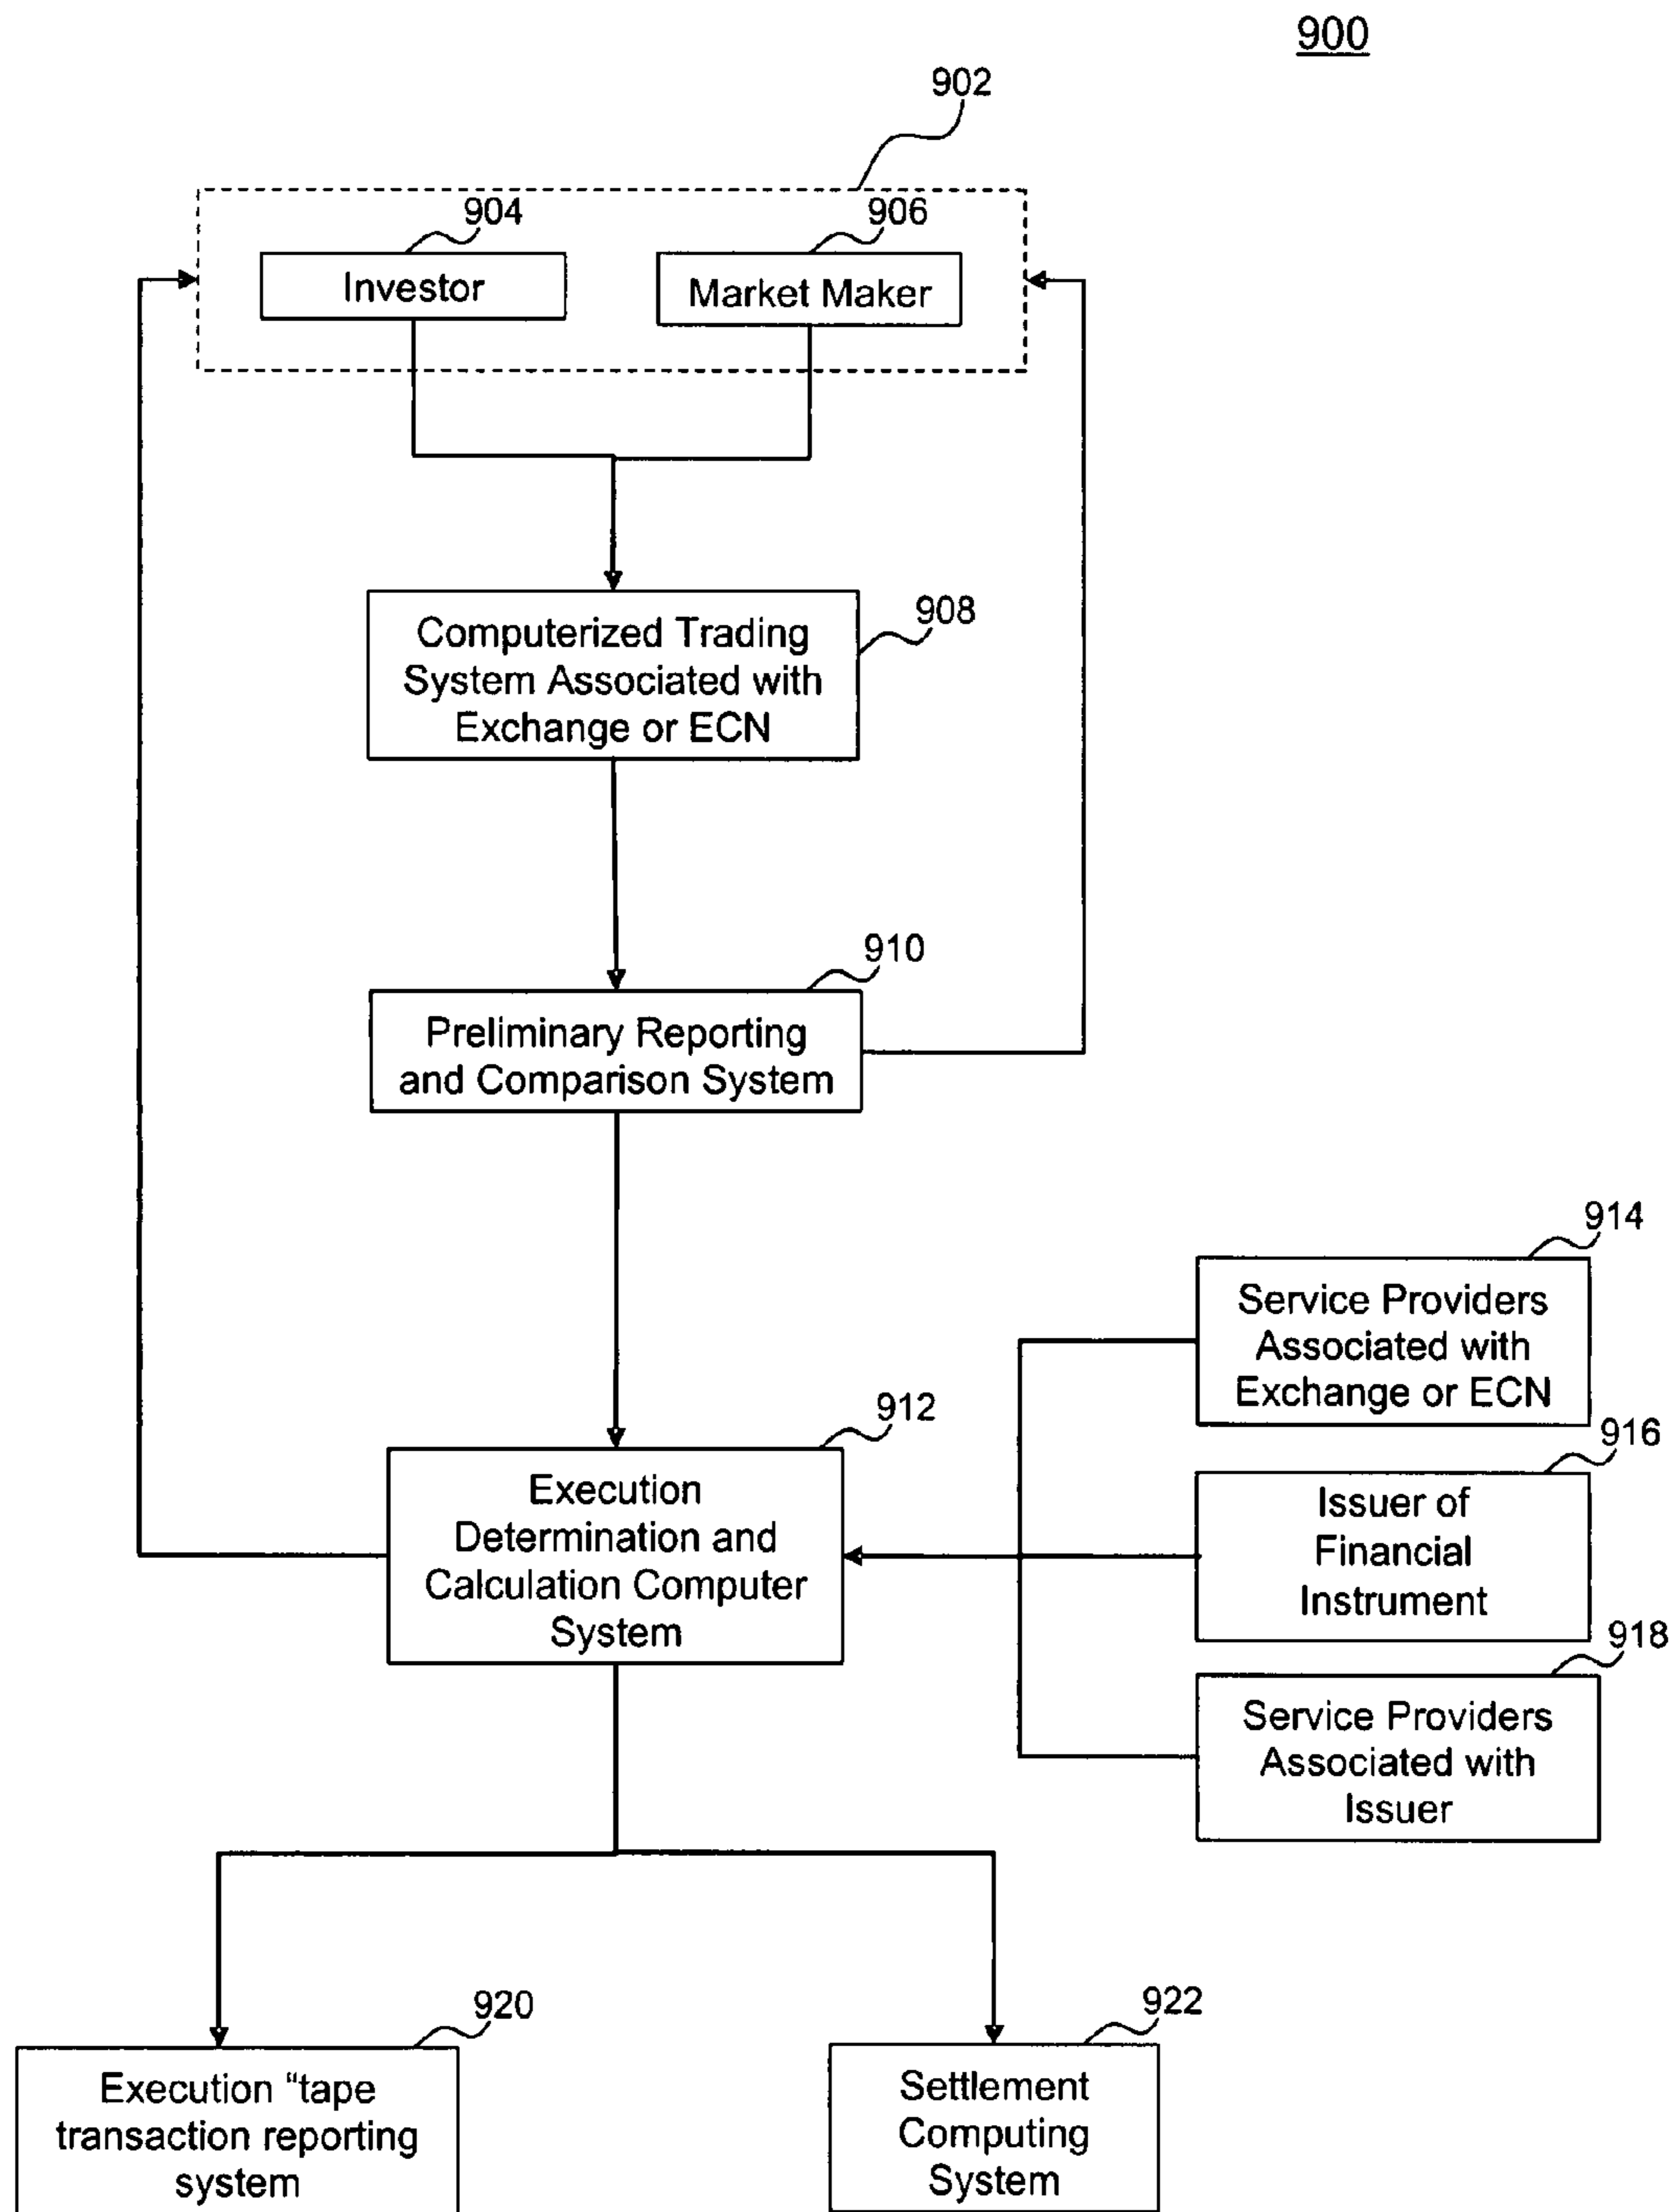 900
902
904
906
Investor
Market Maker
908
Computerized Trading
System Associated with
Exchange or ECN
910
Preliminary Reporting
and Comparison System
914
Service Providers
Associated with
Exchange or ECN
912
Execution
Determination and
Calculation Computer
System
916
Issuer of
Financial
Instrument
918
Service Providers
Associated with
Issuer
920
Execution “tape
transaction reporting
system
922
Settlement
Computing
System